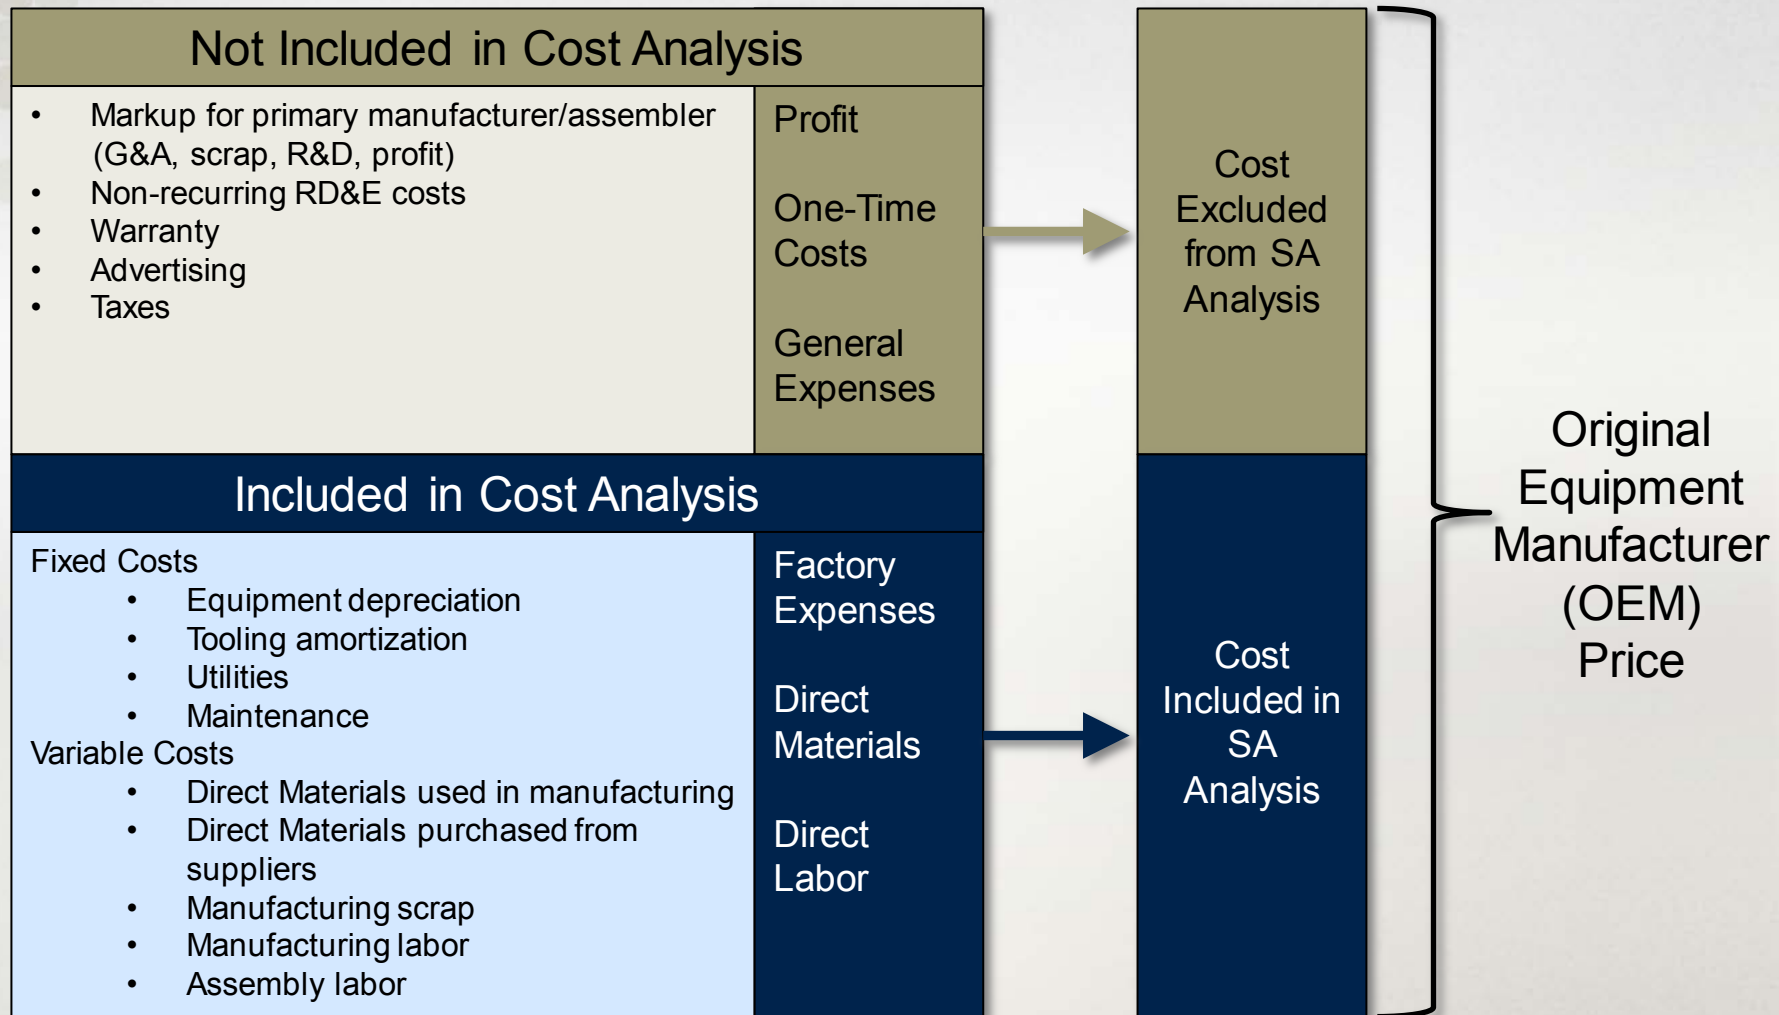 Not Included in Cost Analysis
• Markup for primary manufacturer/assembler
(G&A, scrap, R&D, profit)
• Non-recurring RD&E costs
• Warranty
• Advertising
• Taxes
Profit
One-Time
Costs
General
Expenses
Included in Cost Analysis
Fixed Costs
• Equipment depreciation
• Tooling amortization
• Utilities
• Maintenance
Variable Costs
• Direct Materials used in manufacturing
• Direct Materials purchased from
suppliers
• Manufacturing scrap
• Manufacturing labor
• Assembly labor
Factory
Expenses
Direct
Materials
Direct
Labor
Cost
Excluded
from SA
Analysis
Cost
Included in
SA
Analysis
Original
Equipment
Manufacturer
(OEM)
Price